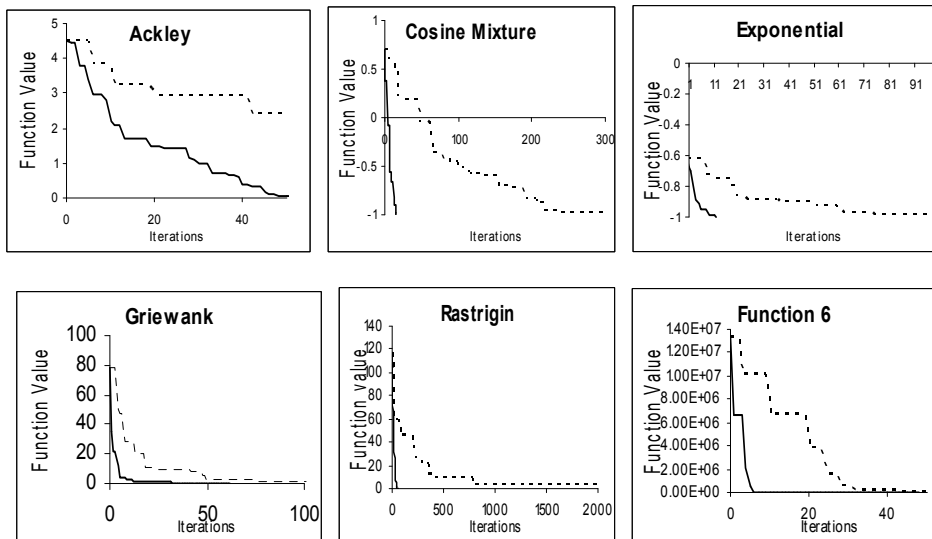 Ackley
Function Value
5
4
3
2
1
0
0 20 40
Iterations
Cosine Mixture
Function Value
1
0.5
0
-0.5
-1
0 100 200 300
Iterations
Exponential
Function Value
0
-0.2
-0.4
-0.6
-0.8
-1
1 11 21 31 41 51 61 71 81 91
Iterations
Griewank
Function Value
100
80
60
40
20
0
0 50 100
Iterations
Rastrigin
Function Value
140
120
100
80
60
40
20
0
0 500 1000 1500 2000
Iterations
Function 6
Function Value
1.40E+07
1.20E+07
1.00E+07
8.00E+06
6.00E+06
4.00E+06
2.00E+06
0.00E+00
0 20 40
Iterations